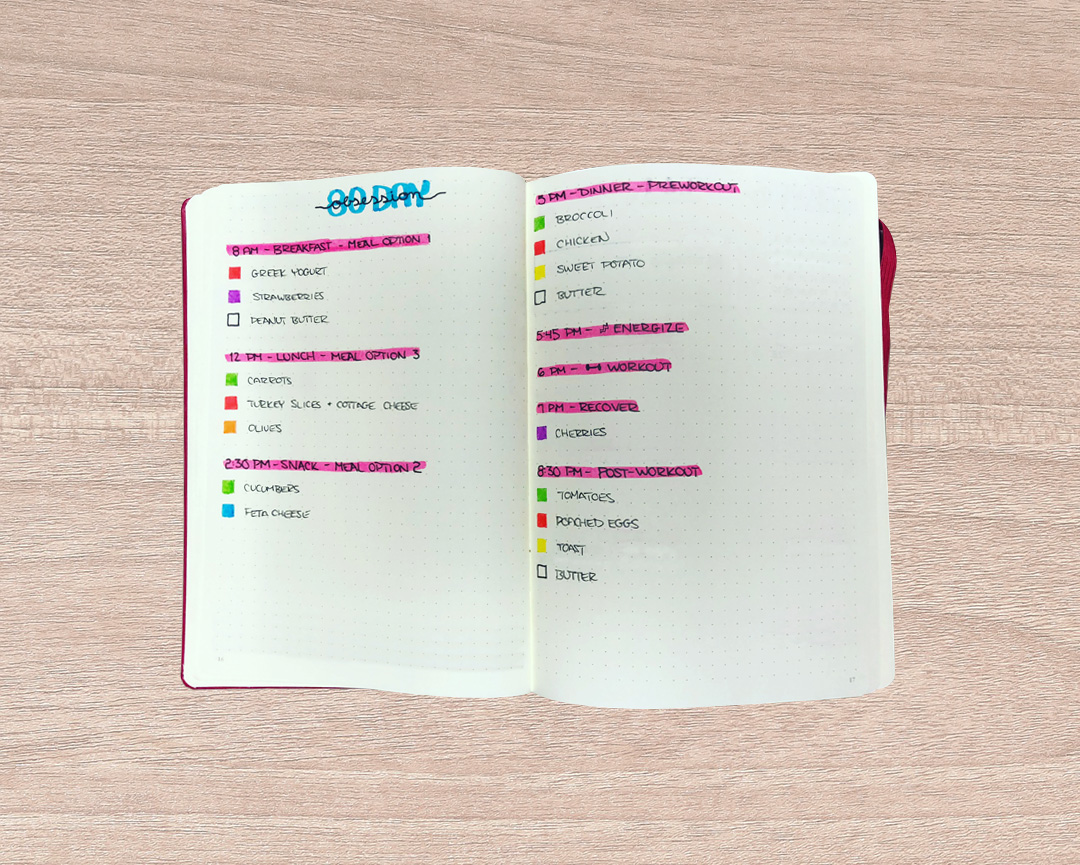 80 DAY
obsession
8 AM - BREAKFAST - MEAL OPTION 1
GREEK YOGURT
STRAWBERRIES
PEANUT BUTTER
12 PM - LUNCH - MEAL OPTION 3
CARROTS
TURKEY SLICES + COTTAGE CHEESE
OLIVES
2:30 PM - SNACK - MEAL OPTION 2
CUCUMBERS
FETA CHEESE
5 PM - DINNER - PREWORKOUT
BROCCOLI
CHICKEN
SWEET POTATO
BUTTER
5:45 PM - ENERGIZE
6 PM - WORKOUT
7 PM - RECOVER
CHERRIES
8:30 PM - POST-WORKOUT
TOMATOES
POACHED EGGS
TOAST
BUTTER